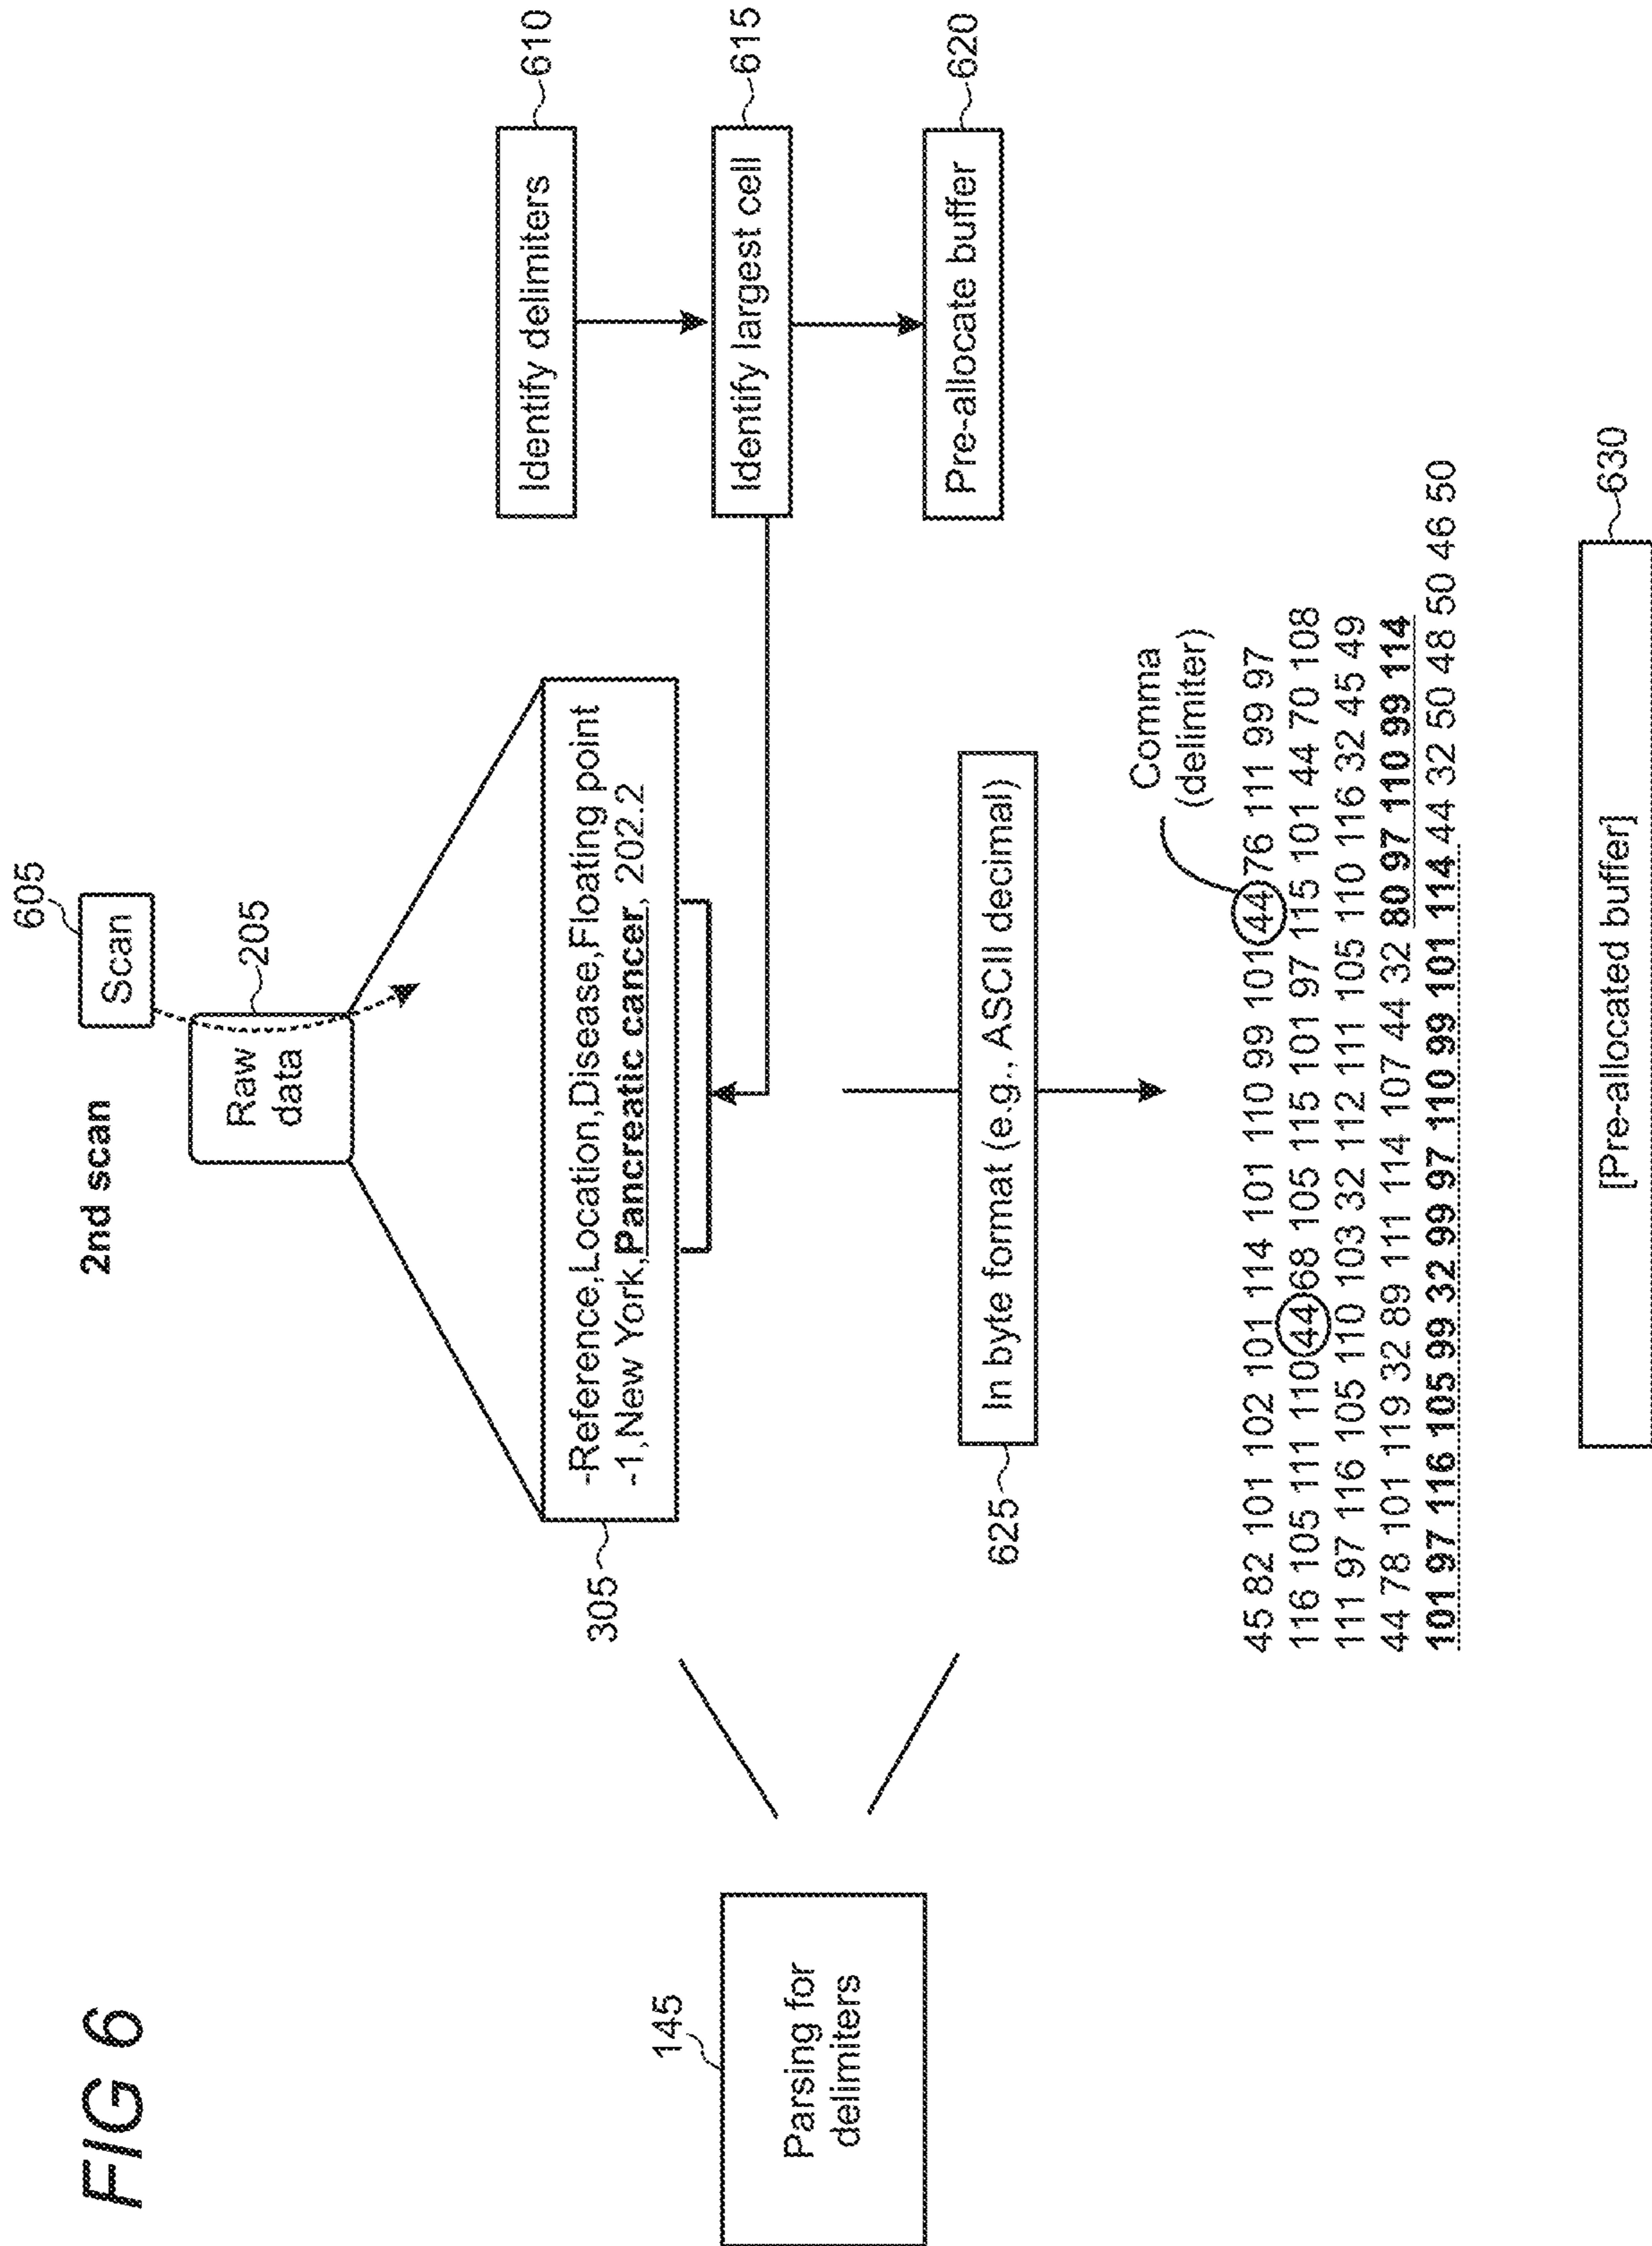 FIG 6
2nd scan
605
Scan
205
Raw
data
145
Parsing for
delimiters
305
-Reference,Location,Disease,Floating point
-1,New York,Pancreatic cancer, 202.2
610
Identify delimiters
615
Identify largest cell
620
Pre-allocate buffer
625
In byte format (e.g., ASCII decimal)
Comma
(delimiter)
45 82 101 102 101 114 101 110 99 101 44 76 111 99 97
116 105 111 110 44 68 105 115 101 97 115 101 44 70 108
111 97 116 105 110 103 32 112 111 105 110 116 32 45 49
44 78 101 119 32 89 111 114 107 44 32 80 97 110 99 114
101 97 116 105 99 32 99 97 110 99 101 114 44 32 50 48 50 46 50
[Pre-allocated buffer]
630